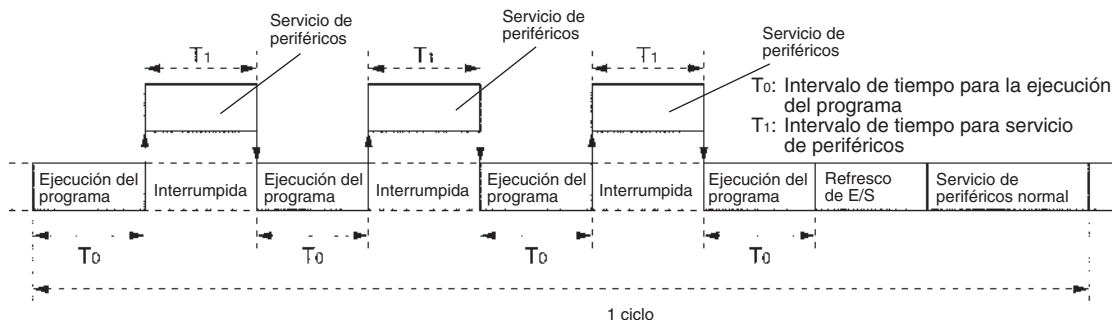 Servicio de
periféricos
Servicio de
periféricos
Servicio de
periféricos
T1
T1
T1
T0: Intervalo de tiempo para la ejecución
del programa
T1: Intervalo de tiempo para servicio
de periféricos
Ejecución del
programa
Interrumpida
Ejecución del
programa
Interrumpida
Ejecución del
programa
Interrumpida
Ejecución del
programa
Refresco
de E/S
Servicio de
periféricos normal
T0
T0
T0
T0
1 ciclo